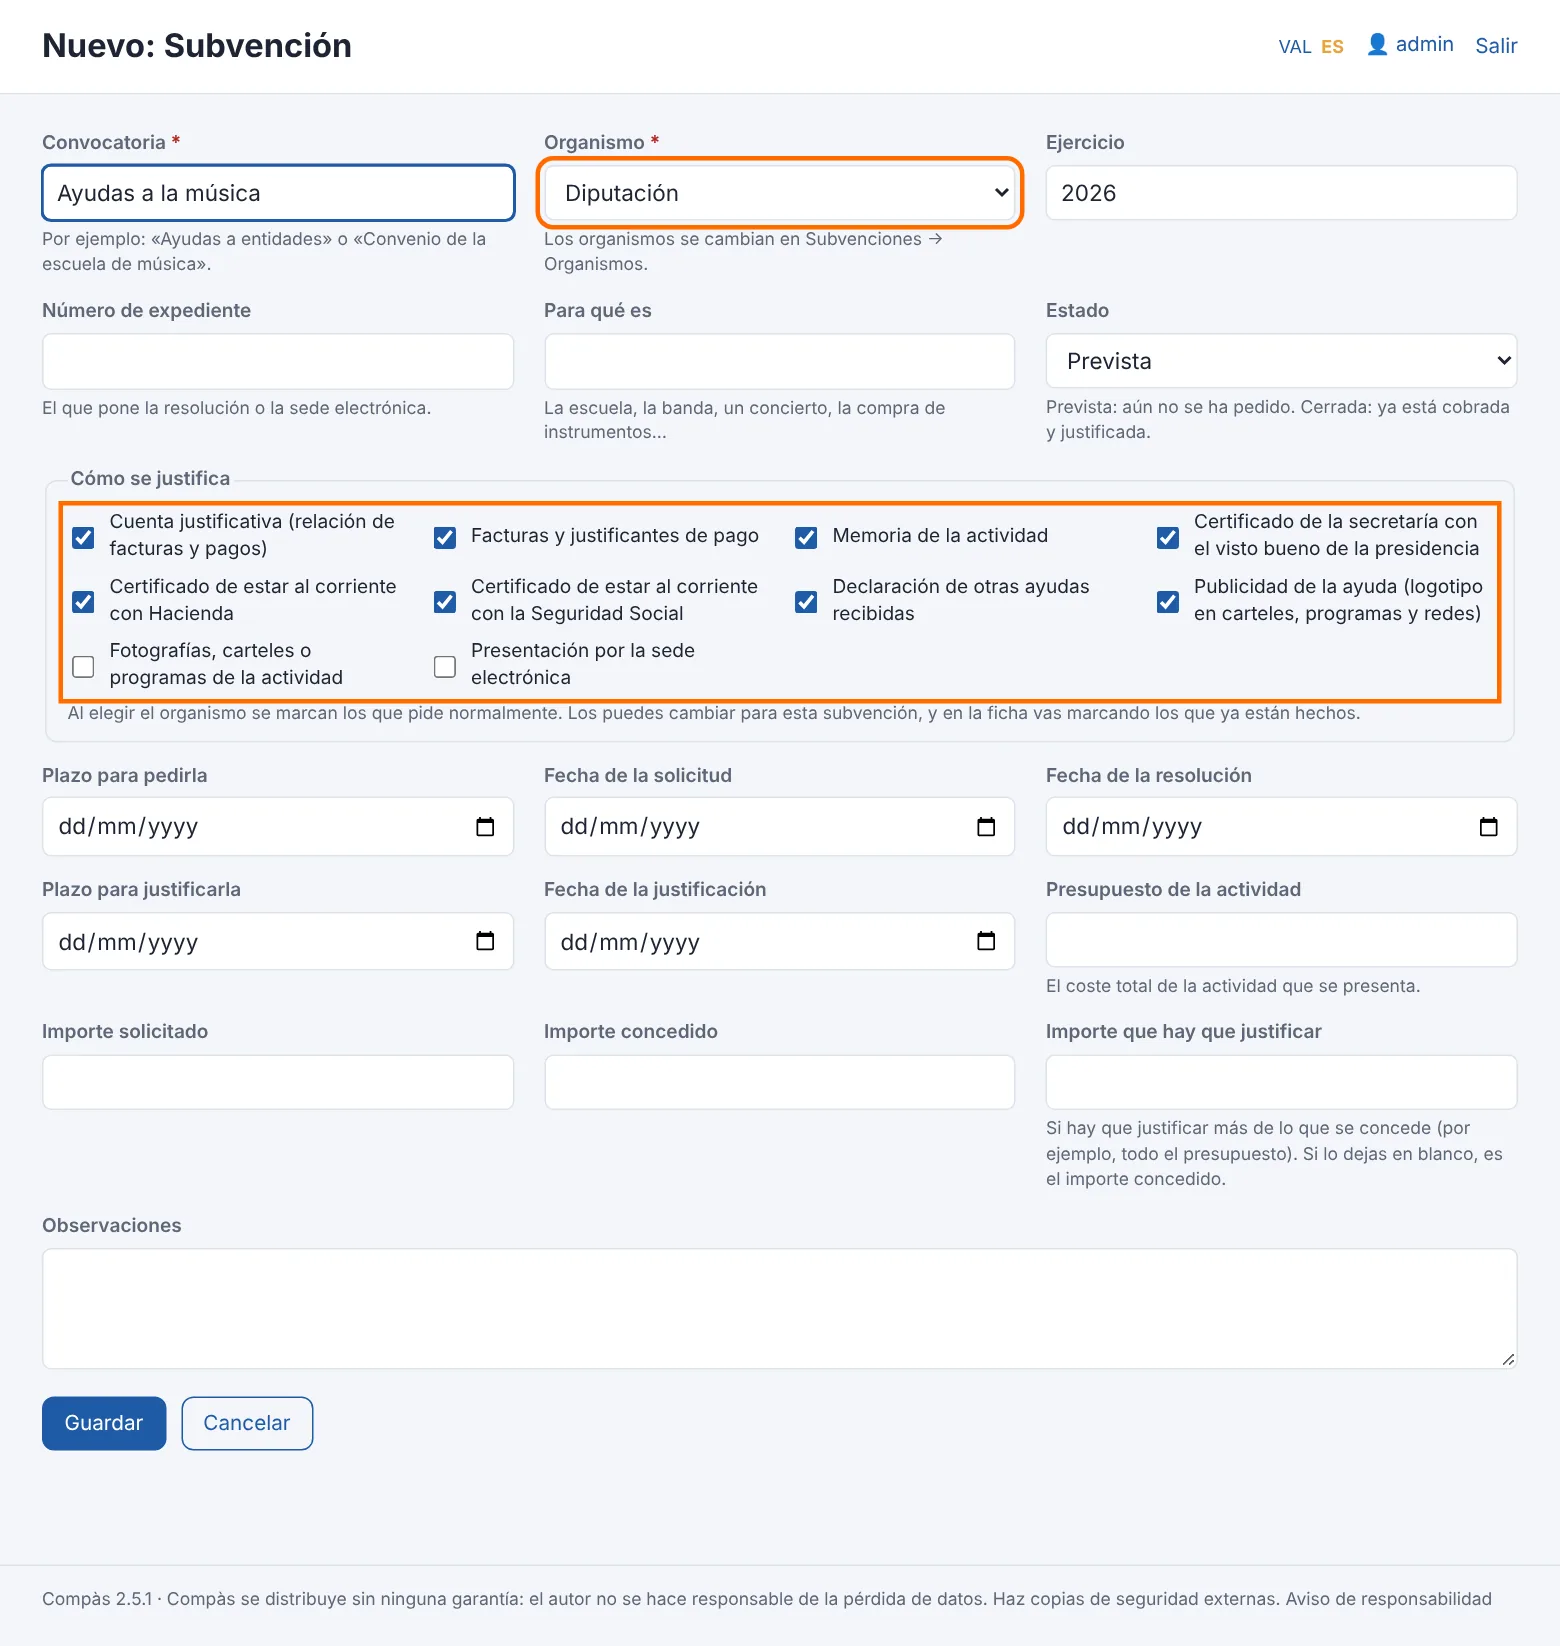 Nuevo: Subvención
VAL ES 👤 admin Salir
Convocatoria *
Organismo *
Ejercicio
Ayudas a la música
Diputación
2026
Por ejemplo: «Ayudas a entidades» o «Convenio de la
escuela de música».
Los organismos se cambian en Subvenciones →
Organismos.
Número de expediente
Para qué es
Estado
Prevista
El que pone la resolución o la sede electrónica.
La escuela, la banda, un concierto, la compra de
instrumentos...
Prevista: aún no se ha pedido. Cerrada: ya está cobrada
y justificada.
Cómo se justifica
Cuenta justificativa (relación de
facturas y pagos)
Facturas y justificantes de pago
Memoria de la actividad
Certificado de la secretaría con
el visto bueno de la presidencia
Certificado de estar al corriente
con Hacienda
Certificado de estar al corriente
con la Seguridad Social
Declaración de otras ayudas
recibidas
Publicidad de la ayuda (logotipo
en carteles, programas y redes)
Fotografías, carteles o
programas de la actividad
Presentación por la sede
electrónica
Al elegir el organismo se marcan los que pide normalmente. Los puedes cambiar para esta subvención, y en la ficha vas marcando los que ya están hechos.
Plazo para pedirla
Fecha de la solicitud
Fecha de la resolución
dd/mm/yyyy
dd/mm/yyyy
dd/mm/yyyy
Plazo para justificarla
Fecha de la justificación
Presupuesto de la actividad
dd/mm/yyyy
dd/mm/yyyy
El coste total de la actividad que se presenta.
Importe solicitado
Importe concedido
Importe que hay que justificar
Si hay que justificar más de lo que se concede (por
ejemplo, todo el presupuesto). Si lo dejas en blanco, es
el importe concedido.
Observaciones
Guardar
Cancelar
Compàs 2.5.1 · Compàs se distribuye sin ninguna garantía: el autor no se hace responsable de la pérdida de datos. Haz copias de seguridad externas. Aviso de responsabilidad